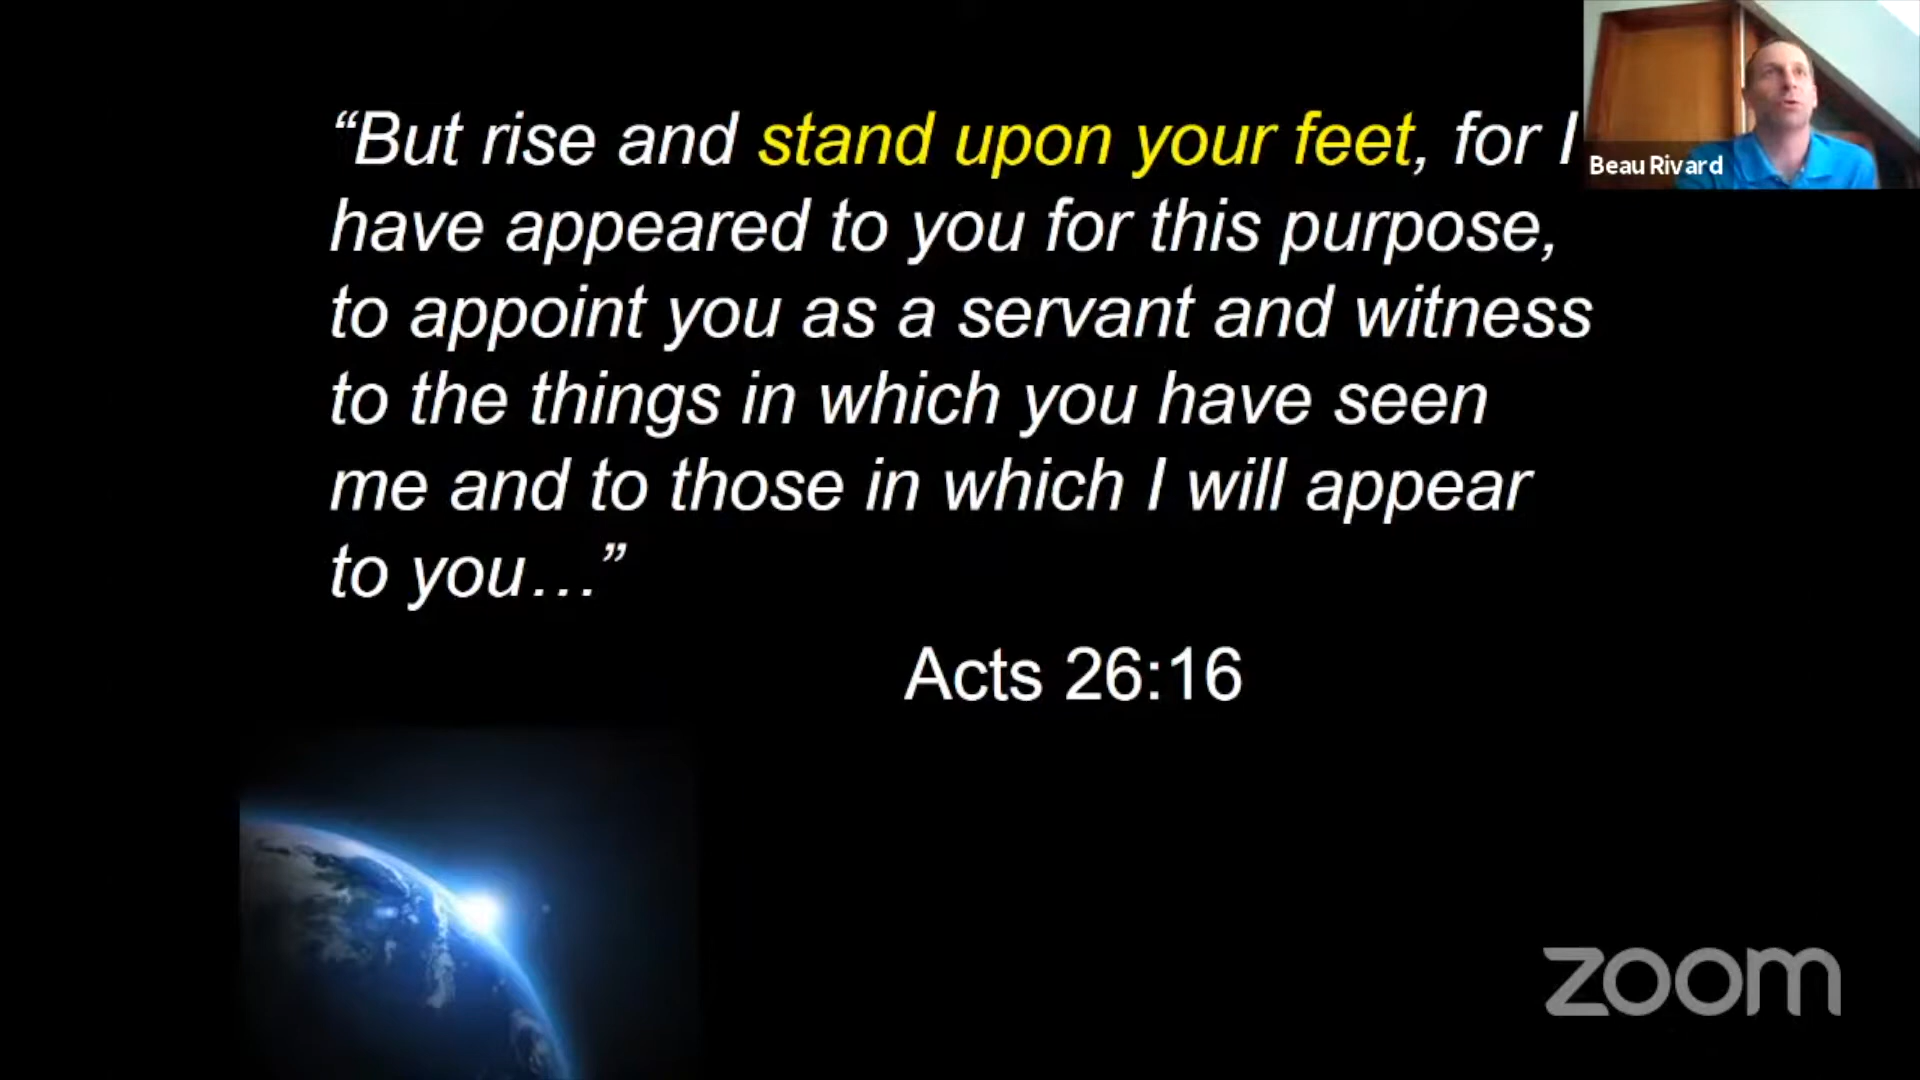 “But rise and stand upon your feet, for I
have appeared to you for this purpose,
to appoint you as a servant and witness
to the things in which you have seen
me and to those in which I will appear
to you…”
Acts 26:16
Beau Rivard
zoom